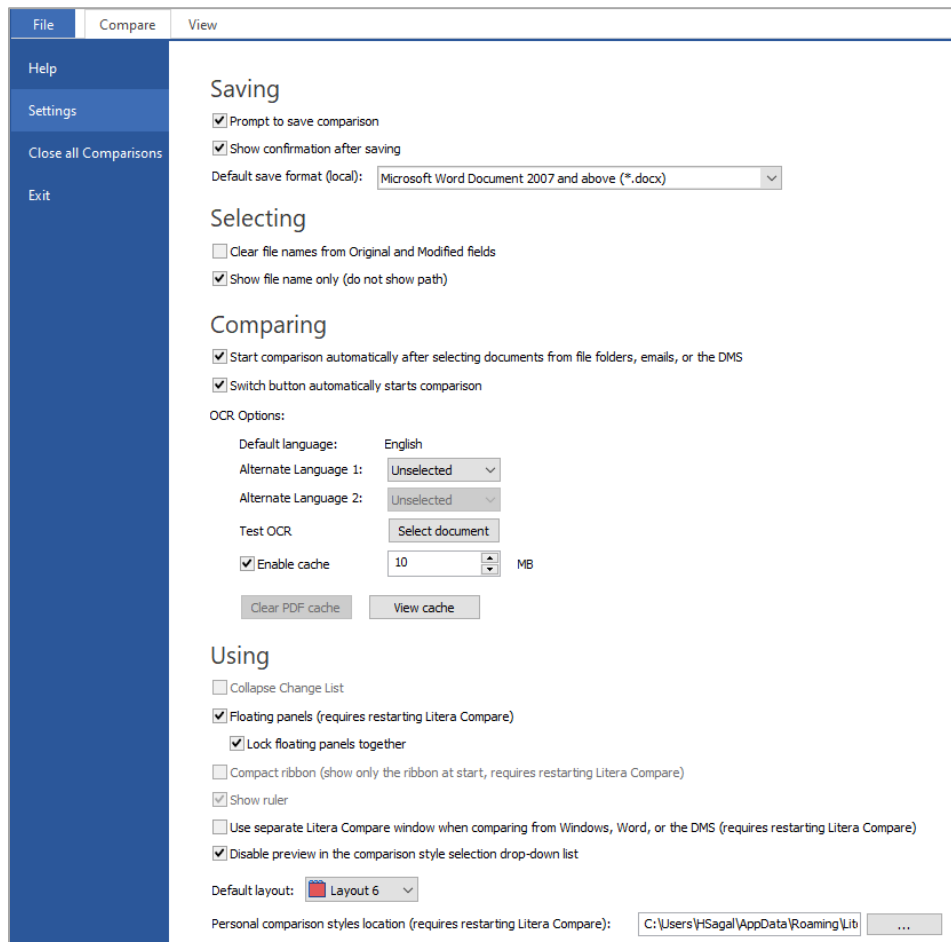 File Compare View
Help
Settings
Close all Comparisons
Exit
Saving
Prompt to save comparison
Show confirmation after saving
Default save format (local): Microsoft Word Document 2007 and above (*.docx)
Selecting
Clear file names from Original and Modified fields
Show file name only (do not show path)
Comparing
Start comparison automatically after selecting documents from file folders, emails, or the DMS
Switch button automatically starts comparison
OCR Options:
Default language: English
Alternate Language 1: Unselected
Alternate Language 2: Unselected
Test OCR Select document
Enable cache 10 MB
Clear PDF cache View cache
Using
Collapse Change List
Floating panels (requires restarting Litera Compare)
Lock floating panels together
Compact ribbon (show only the ribbon at start, requires restarting Litera Compare)
Show ruler
Use separate Litera Compare window when comparing from Windows, Word, or the DMS (requires restarting Litera Compare)
Disable preview in the comparison style selection drop-down list
Default layout: Layout 6
Personal comparison styles location (requires restarting Litera Compare): C:\Users\HSagal\AppData\Roaming\Lit ...